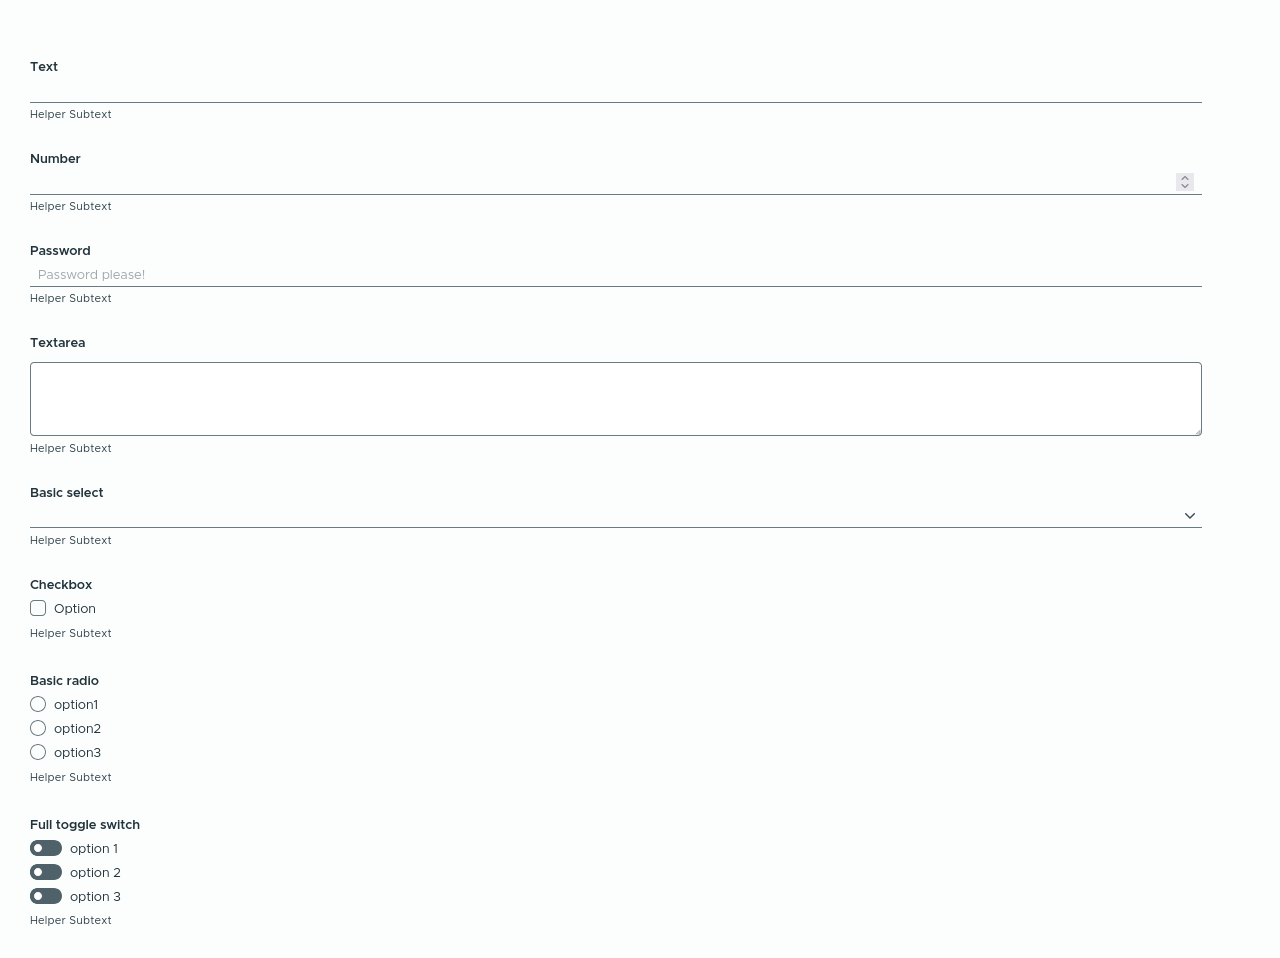 Text
Helper Subtext
Number
Helper Subtext
Password
Password please!
Helper Subtext
Textarea
Helper Subtext
Basic select
Helper Subtext
Checkbox
Option
Helper Subtext
Basic radio
option1
option2
option3
Helper Subtext
Full toggle switch
option 1
option 2
option 3
Helper Subtext